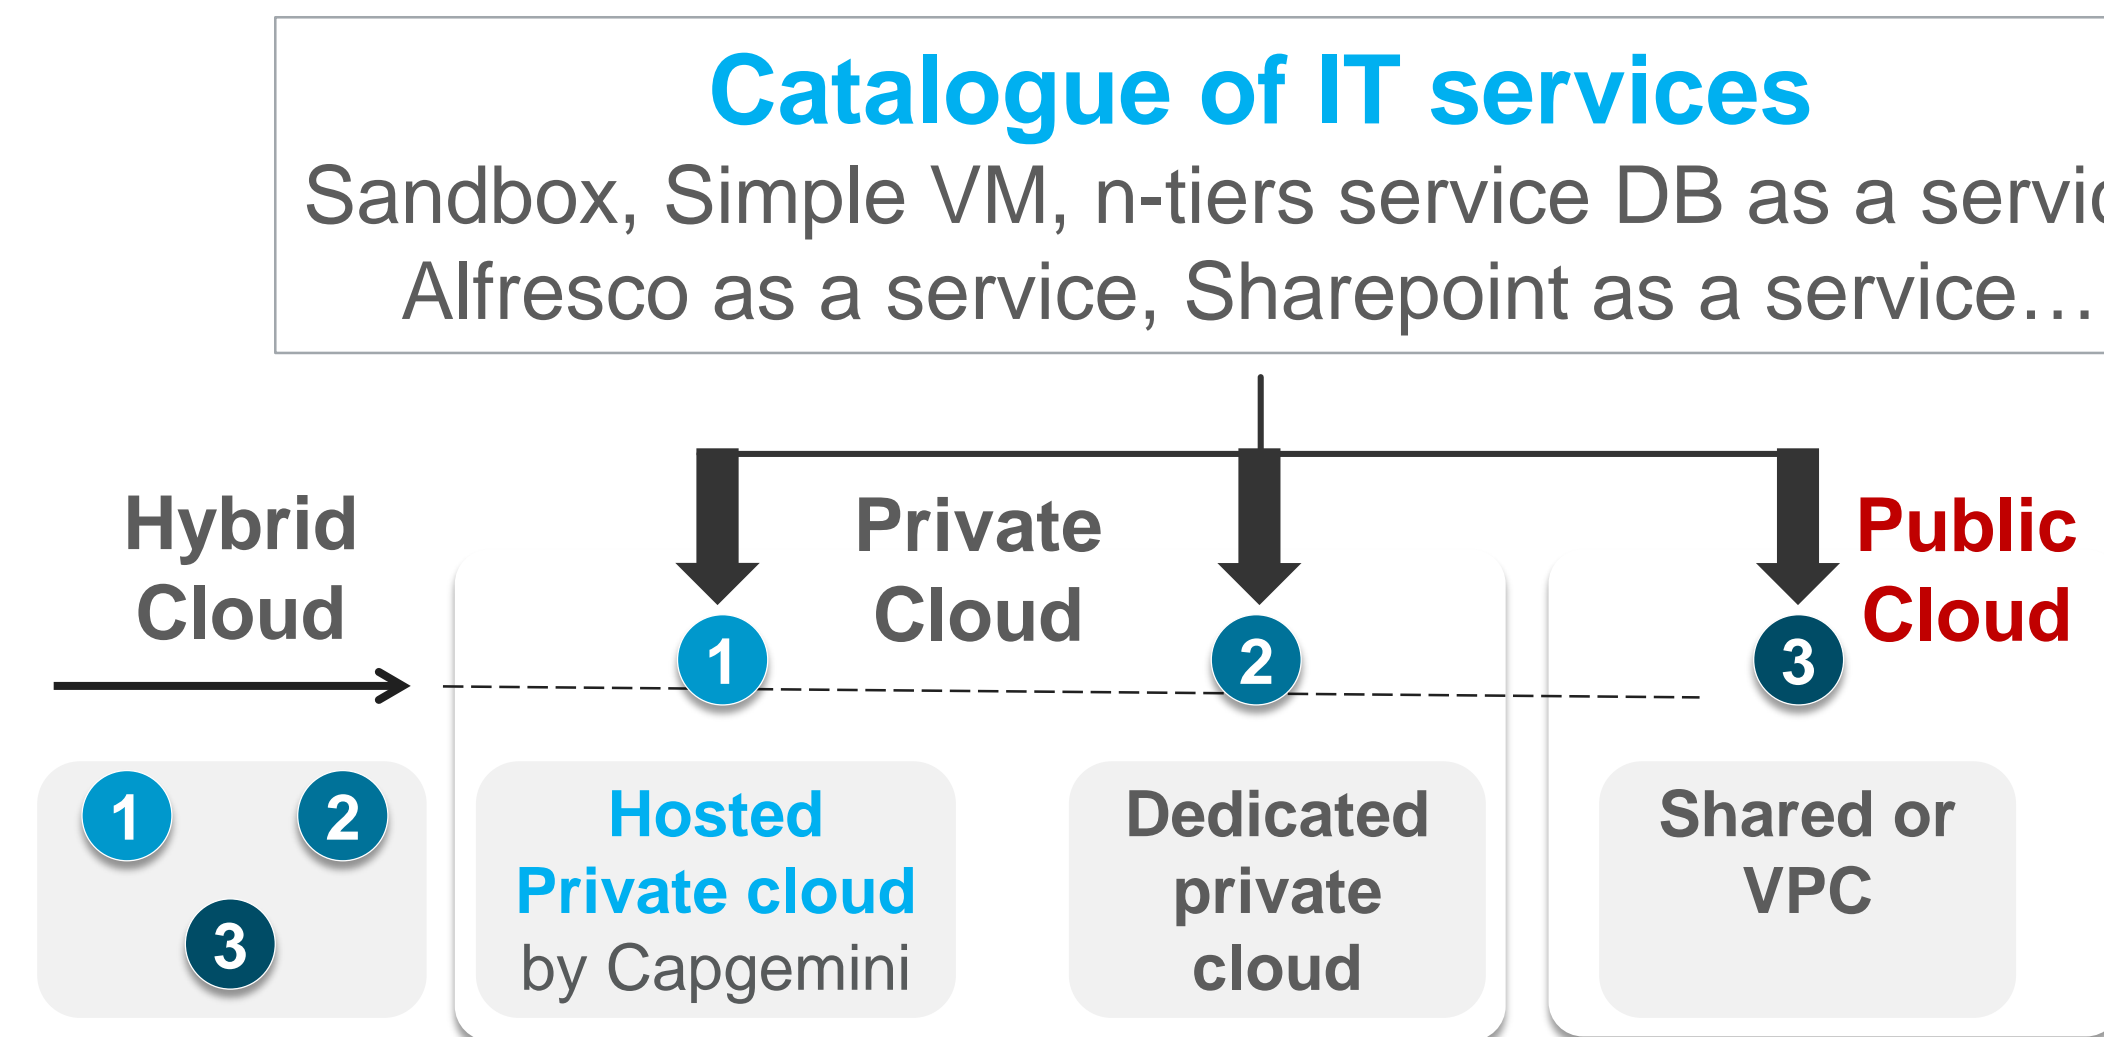 Catalogue of IT services
Sandbox, Simple VM, n-tiers service DB as a
Alfresco as a service, Sharepoint as a service…
Hybrid
Cloud
Private
Cloud
Public
Cloud
1
2
3
1
2
3
Hosted
Private cloud
by Capgemini
Dedicated
private
cloud
Shared or
VPC